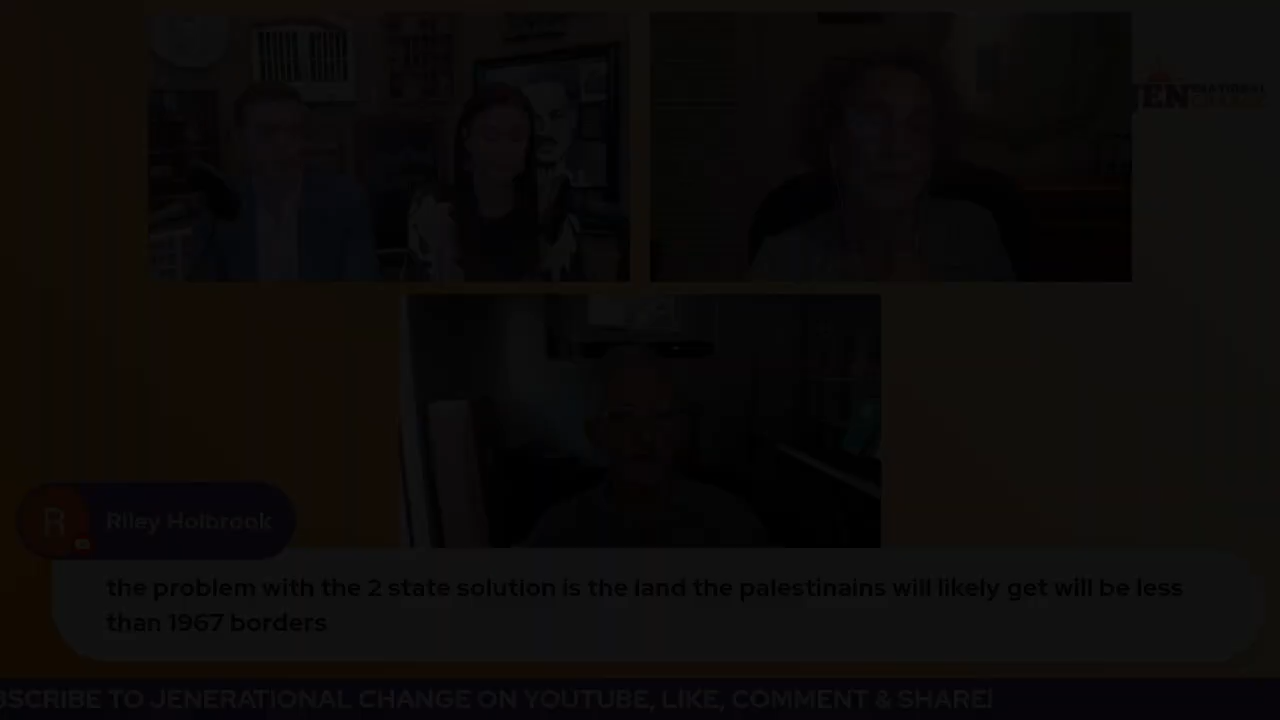 Riley Holbrook
the problem with the 2 state solution is the land the palestinains will likely get will be less
than 1967 borders
BSCRIBE TO JENERATIONAL CHANGE ON YOUTUBE, LIKE, COMMENT & SHARE!